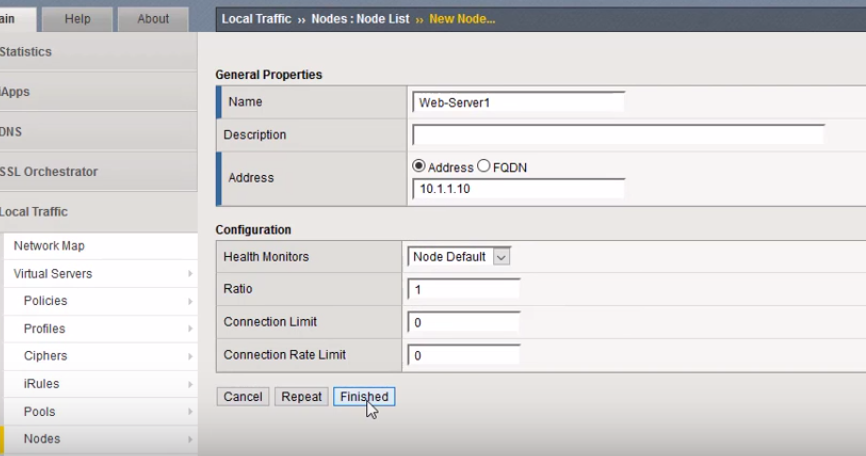 ain
Help
About
Local Traffic ›› Nodes : Node List ›› New Node...
Statistics
iApps
DNS
SSL Orchestrator
Local Traffic
Network Map
Virtual Servers
Policies
Profiles
Ciphers
iRules
Pools
Nodes
General Properties
Name
Web-Server1
Description
Address
Address FQDN
10.1.1.10
Configuration
Health Monitors
Node Default
Ratio
1
Connection Limit
0
Connection Rate Limit
0
Cancel
Repeat
Finished